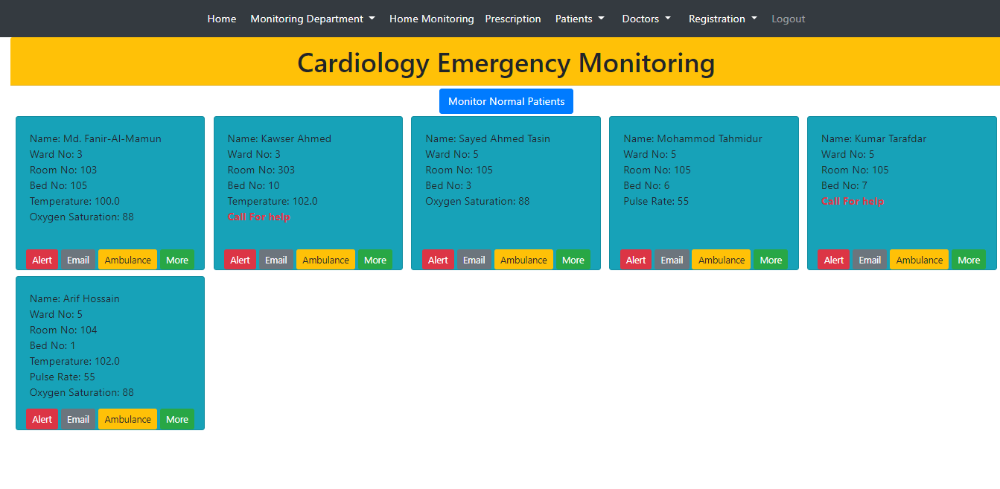 Home Monitoring Department Home Monitoring Prescription Patients Doctors Registration Logout
Cardiology Emergency Monitoring
Monitor Normal Patients
Name: Md. Fanir-Al-Mamun
Ward No: 3
Room No: 103
Bed No: 105
Temperature: 100.0
Oxygen Saturation: 88
Alert Email Ambulance More
Name: Kawser Ahmed
Ward No: 3
Room No: 303
Bed No: 10
Temperature: 102.0
Call For help
Alert Email Ambulance More
Name: Sayed Ahmed Tasin
Ward No: 5
Room No: 105
Bed No: 3
Oxygen Saturation: 88
Alert Email Ambulance More
Name: Mohammod Tahmidur
Ward No: 5
Room No: 105
Bed No: 6
Pulse Rate: 55
Alert Email Ambulance More
Name: Kumar Tarafdar
Ward No: 5
Room No: 105
Bed No: 7
Call For help
Alert Email Ambulance More
Name: Arif Hossain
Ward No: 5
Room No: 104
Bed No: 1
Temperature: 102.0
Pulse Rate: 55
Oxygen Saturation: 88
Alert Email Ambulance More